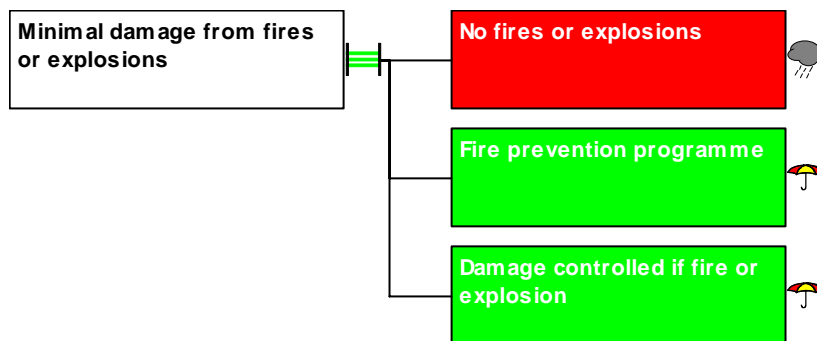 Minimal damage from fires
or explosions
No fires or explosions
Fire prevention programme
Damage controlled if fire or
explosion